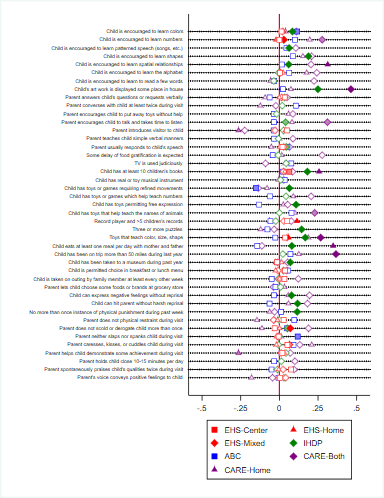 Child is encouraged to learn colors
Child is encouraged to learn numbers
Child is encouraged to learn patterned speech (songs, etc.)
Child is encouraged to learn shapes
Child is encouraged to learn spatial relationships
Child is encouraged to learn the alphabet
Child is encouraged to learn to read a few words
Child's art work is displayed some place in house
Parent answers child's questions or requests verbally
Parent converses with child at least twice during visit
Parent encourages child to put away toys without help
Parent encourages child to talk and takes time to listen
Parent introduces visitor to child
Parent teaches child simple verbal manners
Parent usually responds to child's speech
Some delay of food gratification is expected
TV is used judiciously
Child has at least 10 children's books
Child has real or toy musical instrument
Child has toys or games requiring refined movements
Child has toys or games which help teach numbers
Child has toys permitting free expression
Child has toys that help teach the names of animals
Record player and >5 children's records
Three or more puzzles
Toys that teach color, size, shape
Child eats at least one meal per day with mother and father
Child has been on trip more than 50 miles during last year
Child has been taken to a museum during past year
Child is permitted choice in breakfast or lunch menu
Child is taken on outing by family member at least every other week
Parent lets child choose some foods or brands at grocery store
Child can express negative feelings without reprisal
Child can hit parent without harsh reprisal
No more than once instance of physical punishment during past week
Parent does not physical restraint during visit
Parent does not scold or derogate child more than once
Parent neither slaps nor spanks child during visit
Parent caresses, kisses, or cuddles child during visit
Parent helps child demonstrate some achievement during visit
Parent holds child close 10-15 minutes per day
Parent spontaneously praises child's qualities twice during visit
Parent's voice conveys positive feelings to child
-.5 -.25 0 .25 .5
EHS-Center EHS-Home
EHS-Mixed IHDP
ABC CARE-Both
CARE-Home